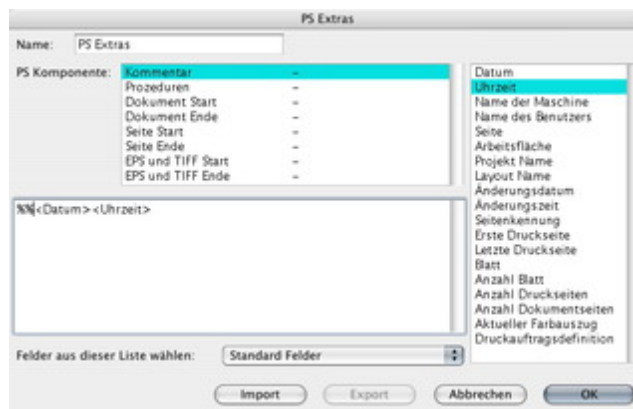 PS Extras
Name: PS Extras
PS Komponente:
Kommentar –
Prozeduren –
Dokument Start –
Dokument Ende –
Seite Start –
Seite Ende –
EPS und TIFF Start –
EPS und TIFF Ende –
Datum
Uhrzeit
Name der Maschine
Name des Benutzers
Seite
Arbeitsfläche
Projekt Name
Layout Name
Änderungsdatum
Änderungszeit
Seitenkennung
Erste Druckseite
Letzte Druckseite
Blatt
Anzahl Blatt
Anzahl Druckseiten
Anzahl Dokumentseiten
Aktueller Farbauszug
Druckauftragsdefinition
%%<Datum><Uhrzeit>
Felder aus dieser Liste wählen: Standard Felder
Import Export Abbrechen OK